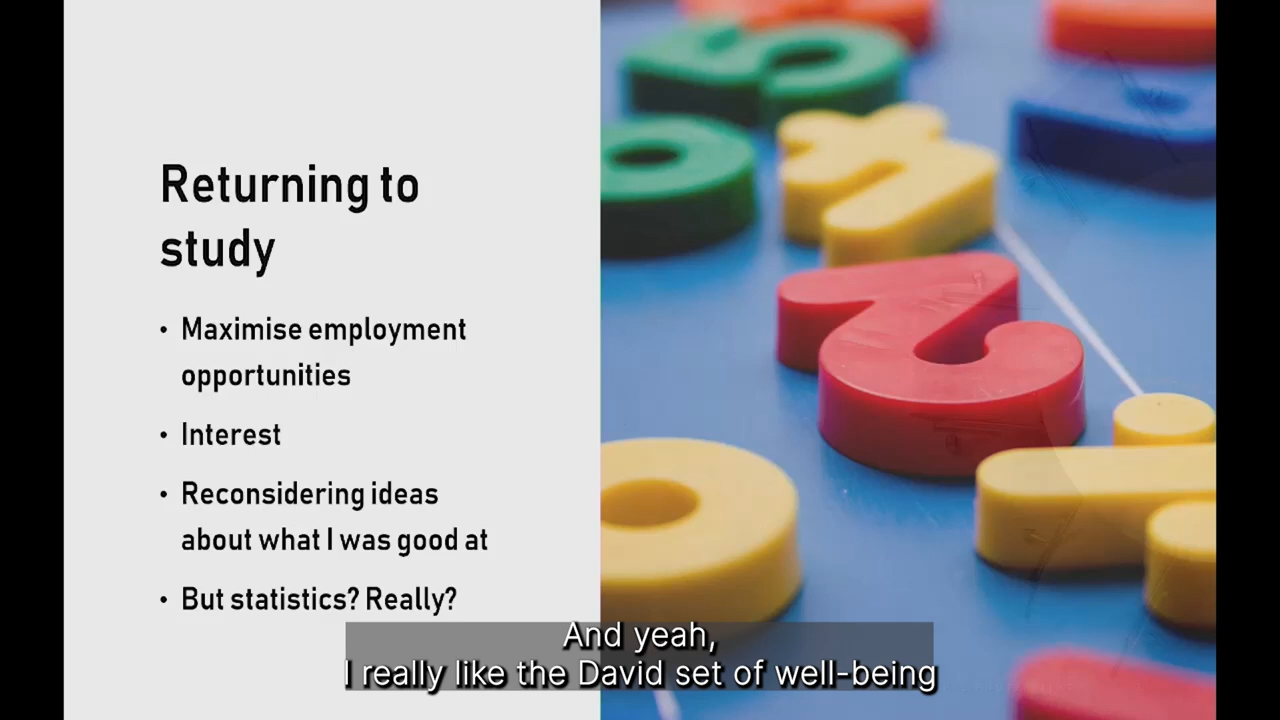 Returning to
study
• Maximise employment
opportunities
• Interest
• Reconsidering ideas
about what I was good at
• But statistics? Really?
And yeah,
I really like the David set of well-being